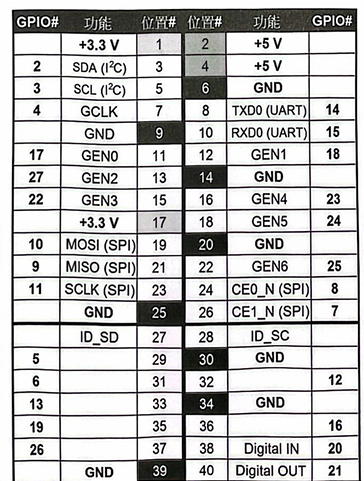 GPIO# 功能 位置# 位置# 功能 GPIO#
+3.3 V 1 2 +5 V
2 SDA (I²C) 3 4 +5 V
3 SCL (I²C) 5 6 GND
4 GCLK 7 8 TXD0 (UART) 14
GND 9 10 RXD0 (UART) 15
17 GEN0 11 12 GEN1 18
27 GEN2 13 14 GND
22 GEN3 15 16 GEN4 23
+3.3 V 17 18 GEN5 24
10 MOSI (SPI) 19 20 GND
9 MISO (SPI) 21 22 GEN6 25
11 SCLK (SPI) 23 24 CE0_N (SPI) 8
GND 25 26 CE1_N (SPI) 7
ID_SD 27 28 ID_SC
5 29 30 GND
6 31 32 12
13 33 34 GND
19 35 36 16
26 37 38 Digital IN 20
GND 39 40 Digital OUT 21